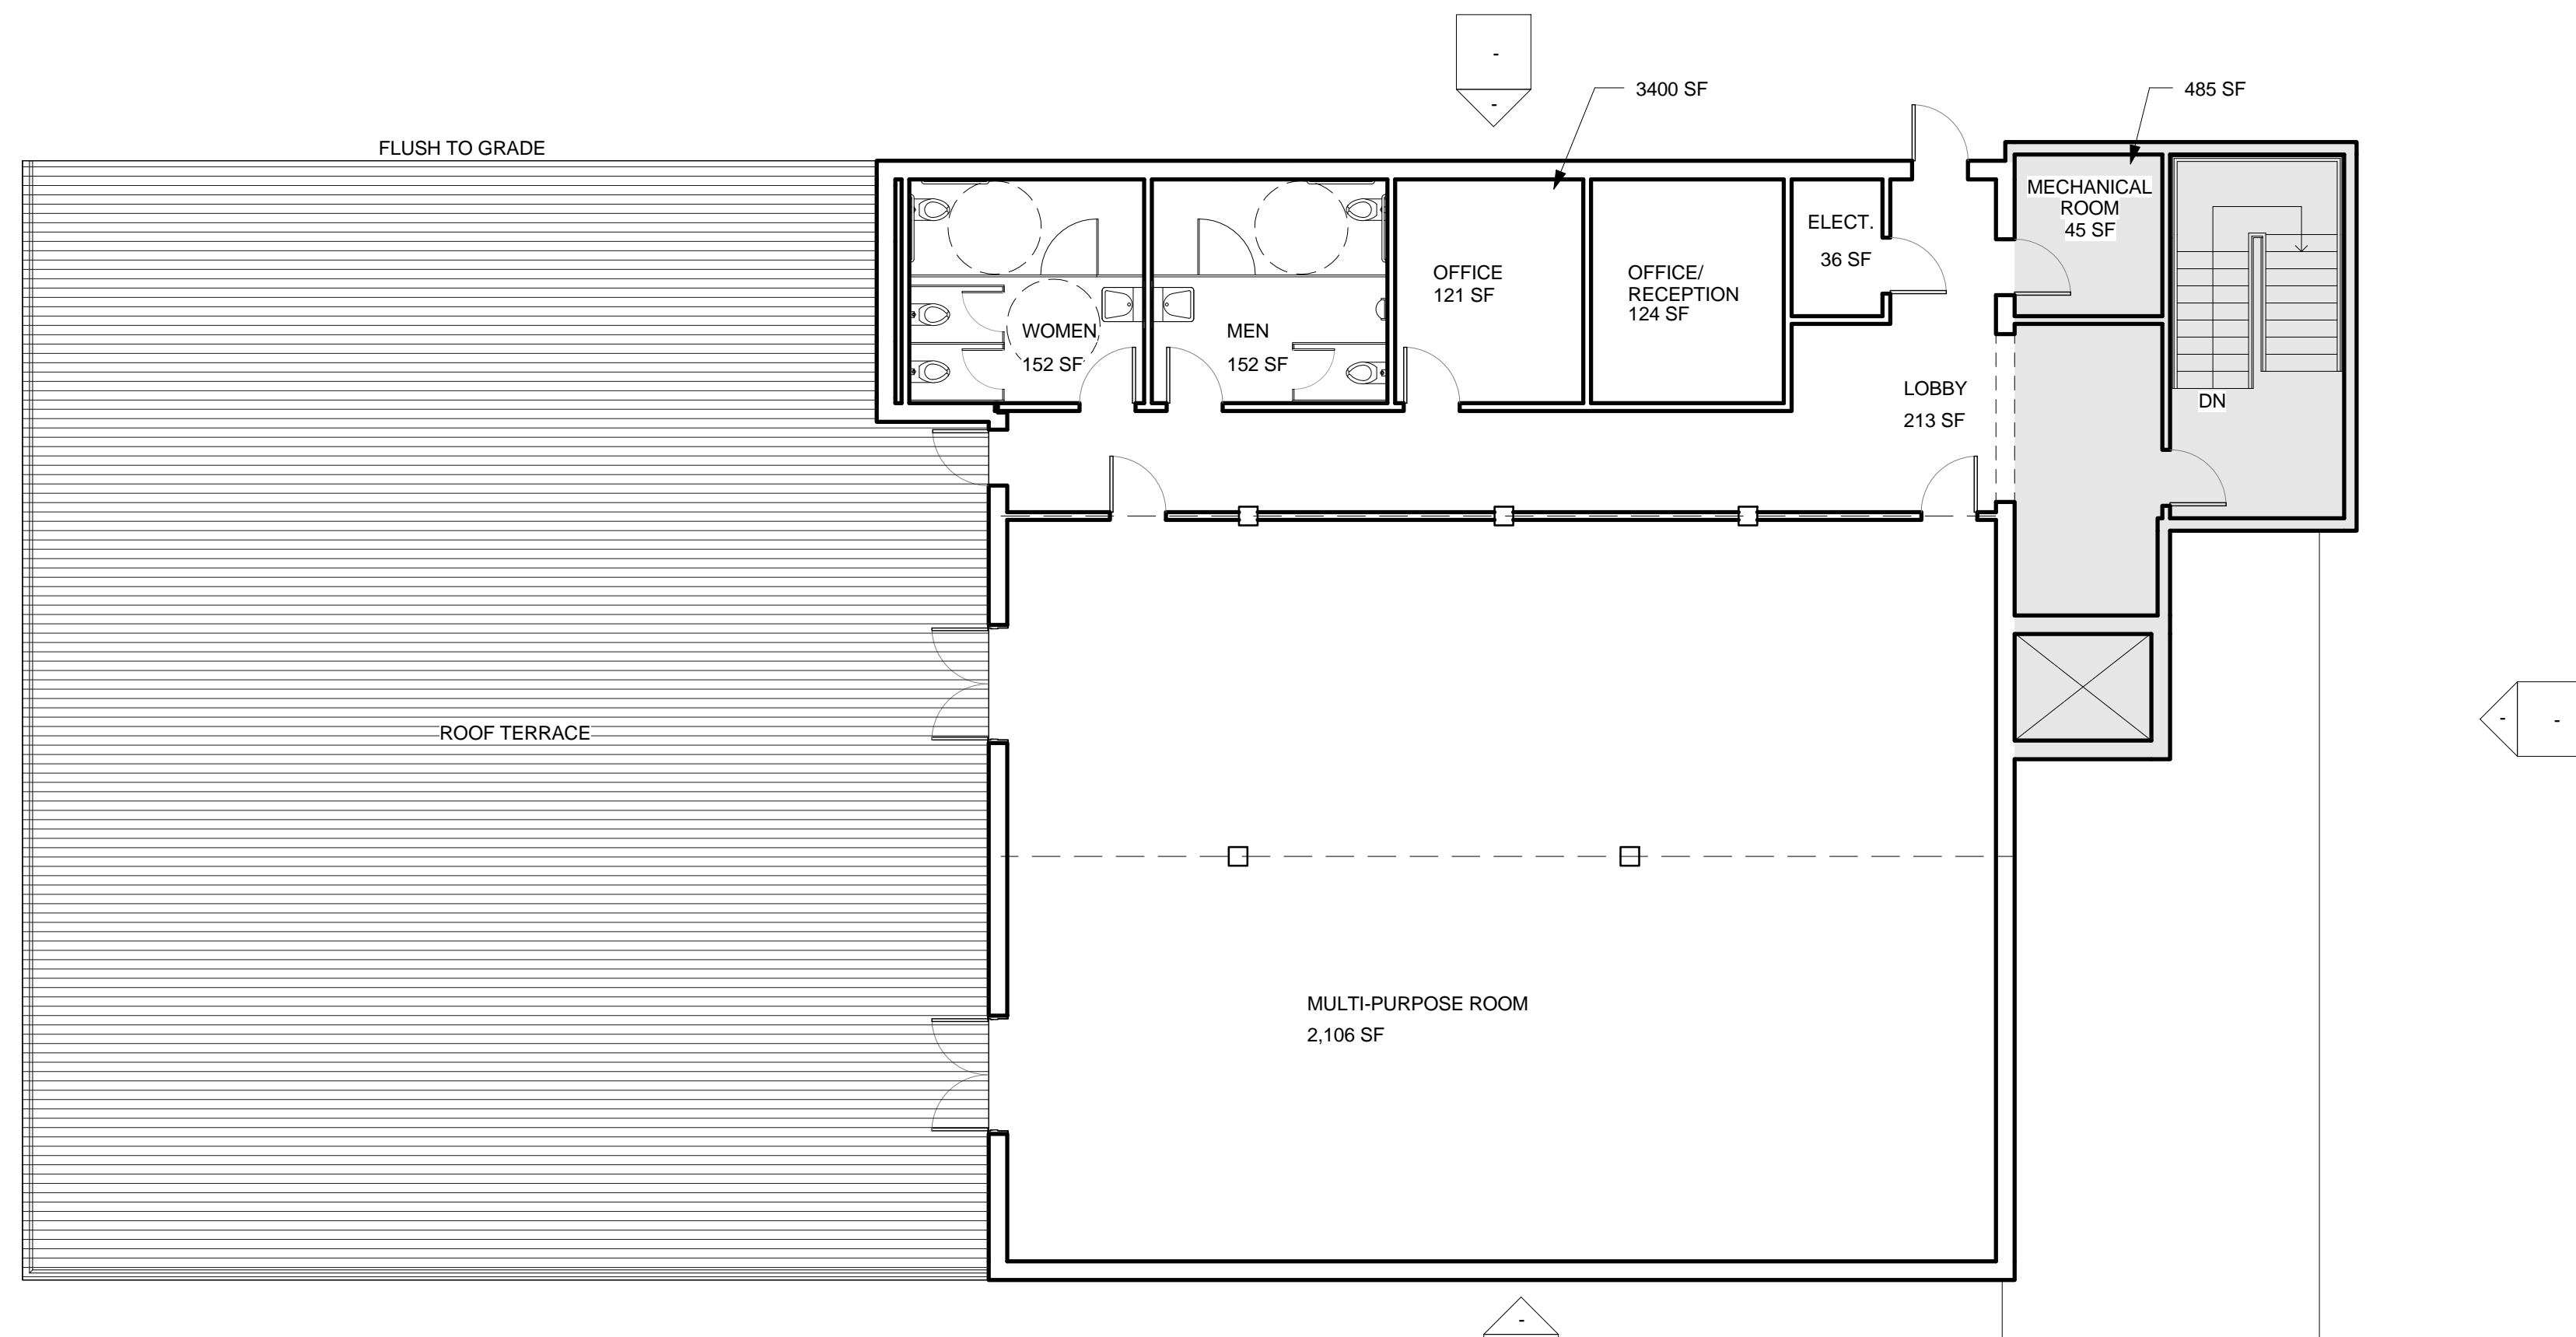 -
-
3400 SF
485 SF
FLUSH TO GRADE
MECHANICAL
ROOM
45 SF
ELECT.
36 SF
OFFICE
121 SF
OFFICE/
RECEPTION
124 SF
WOMEN
152 SF
MEN
152 SF
LOBBY
213 SF
DN
ROOF TERRACE
-
-
MULTI-PURPOSE ROOM
2,106 SF
-